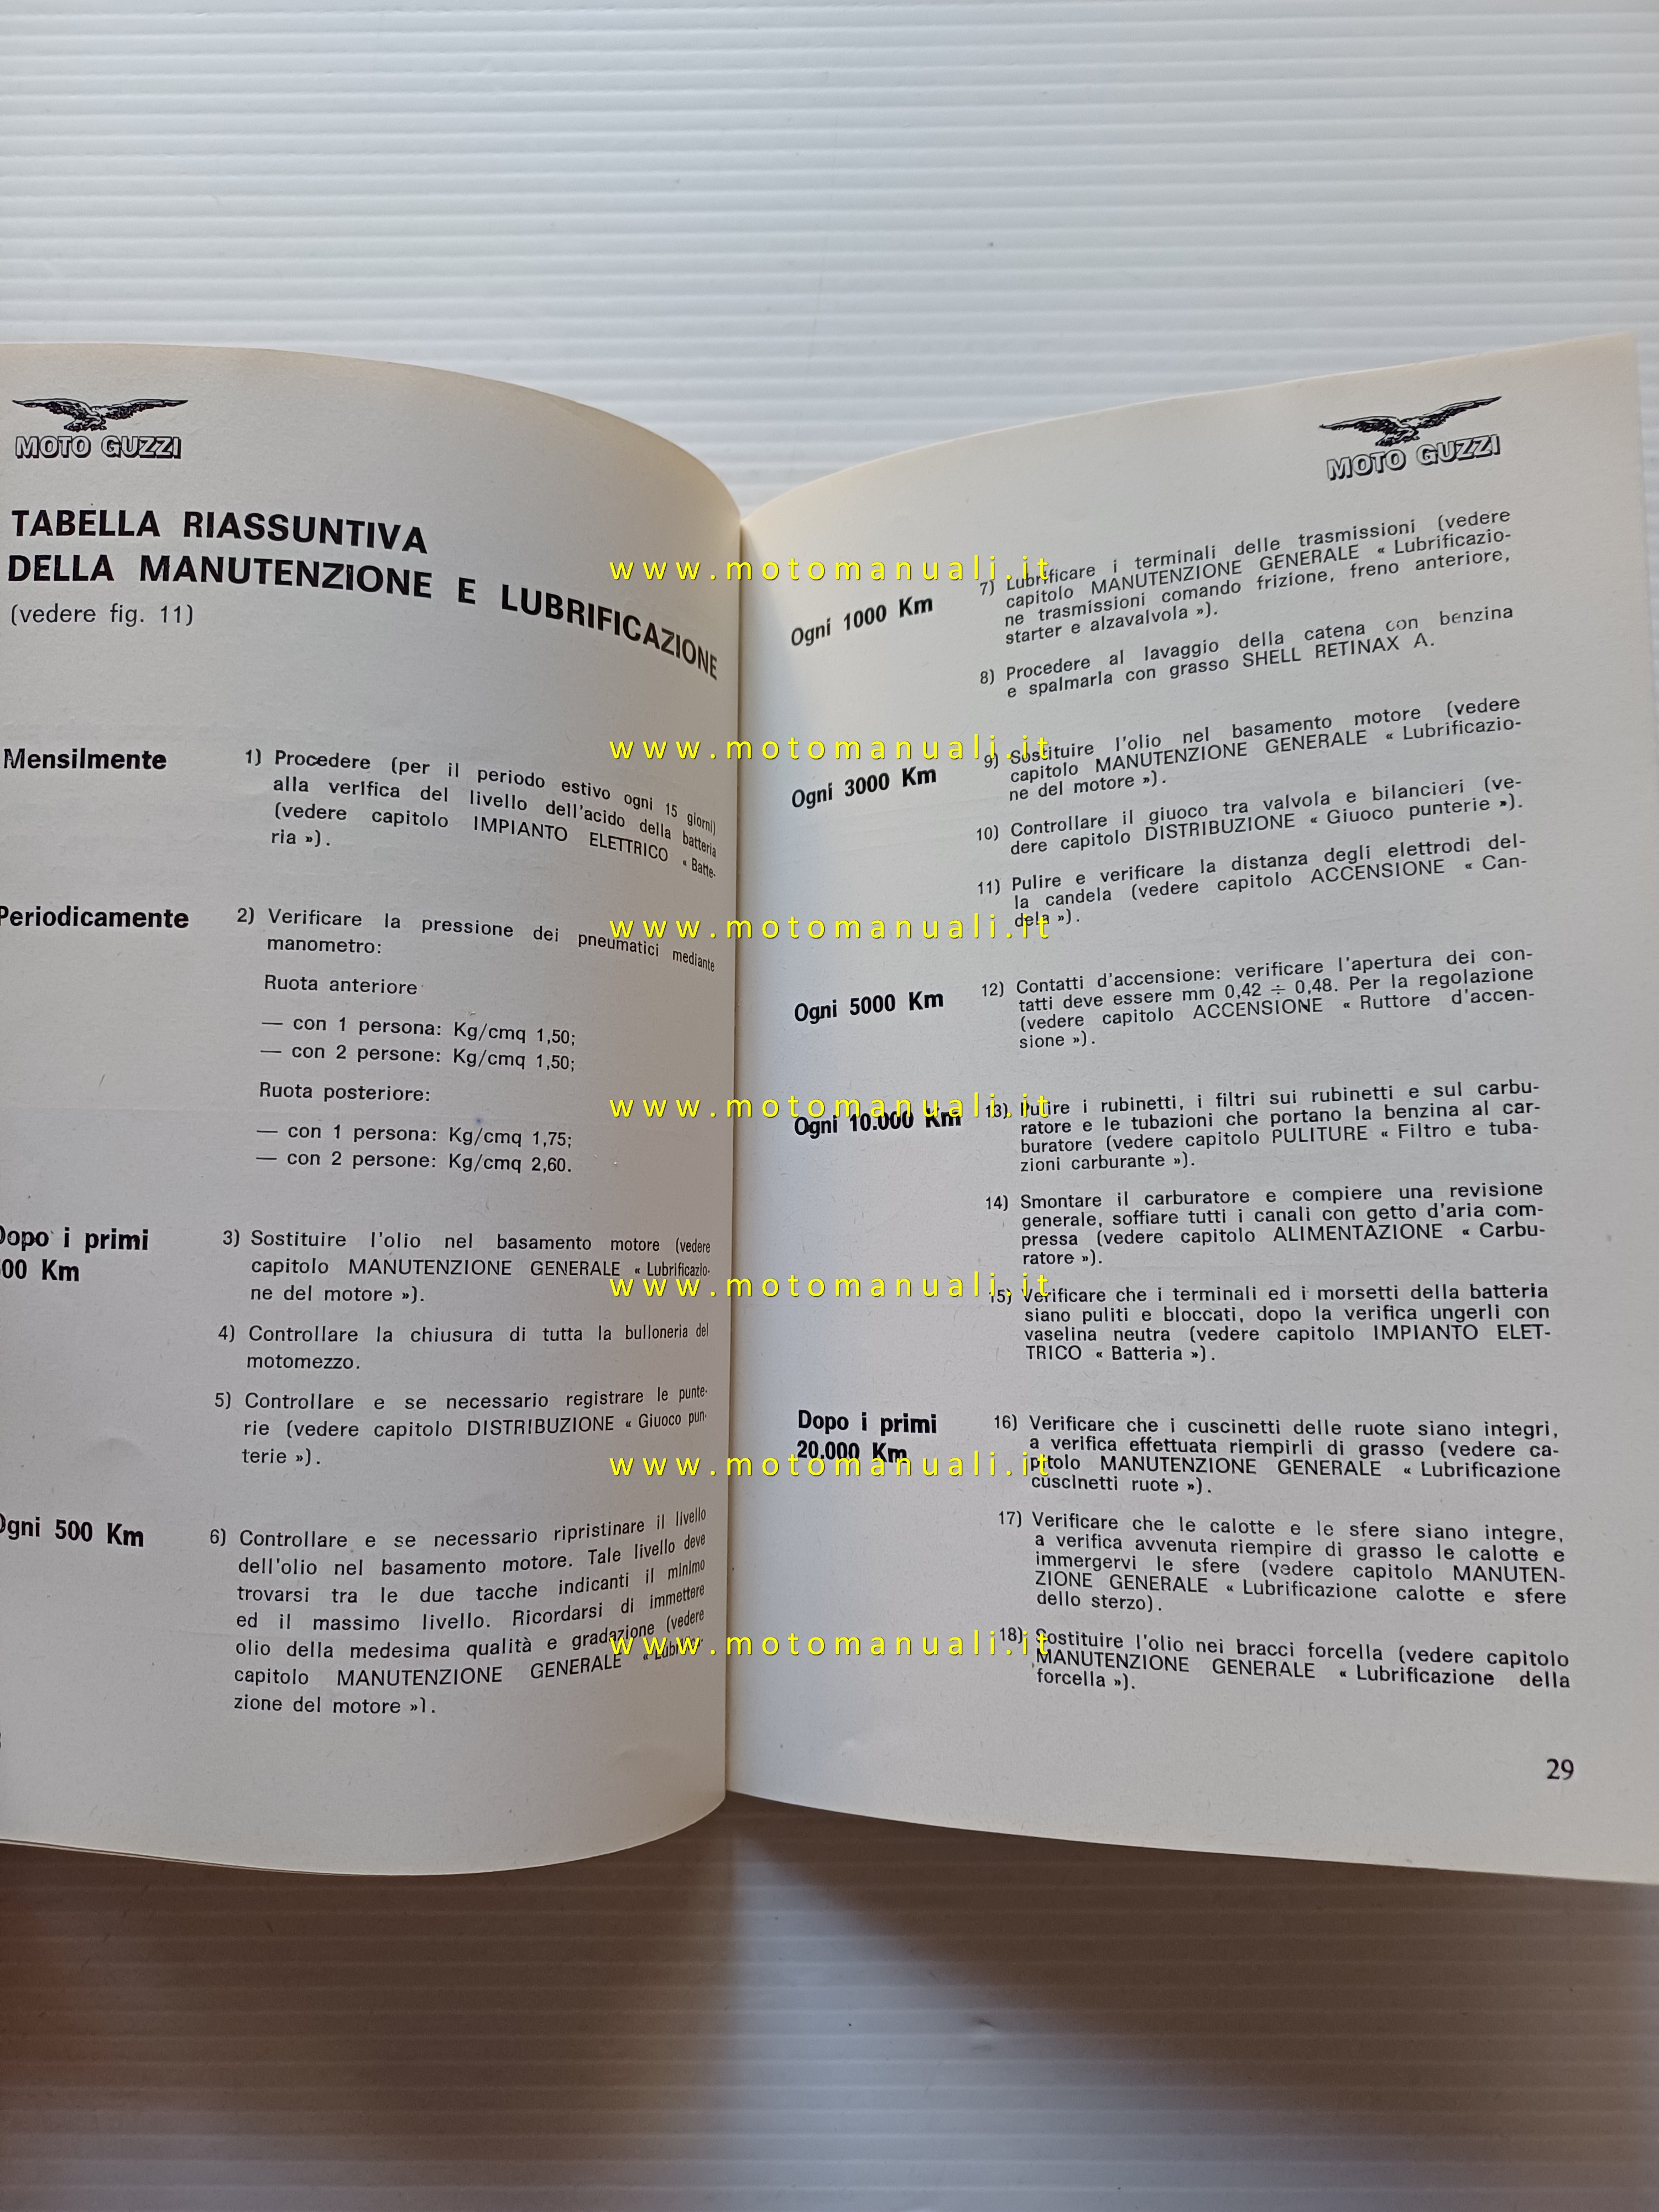 MOTO GUZZI
TABELLA RIASSUNTIVA
DELLA MANUTENZIONE E LUBRIFICAZIONE
(vedere fig. 11)
Mensilmente
1) Procedere (per il periodo estivo ogni 15 giorni)
alla verifica del livello dell'acido della batteria
(vedere capitolo IMPIANTO ELETTRICO « Batte-
ria »).
Periodicamente
2) Verificare la pressione dei pneumatici mediante
manometro:
Ruota anteriore
— con 1 persona: Kg/cmq 1,50;
— con 2 persone: Kg/cmq 1,50;
Ruota posteriore:
— con 1 persona: Kg/cmq 1,75;
— con 2 persone: Kg/cmq 2,60.
Dopo i primi
00 Km
3) Sostituire l'olio nel basamento motore (vedere
capitolo MANUTENZIONE GENERALE « Lubrificazio-
ne del motore »).
4) Controllare la chiusura di tutta la bulloneria del
motomezzo.
5) Controllare e se necessario registrare le punte-
rie (vedere capitolo DISTRIBUZIONE « Giuoco pun-
terie »).
Ogni 500 Km
6) Controllare e se necessario ripristinare il livello
dell'olio nel basamento motore. Tale livello deve
trovarsi tra le due tacche indicanti il minimo
ed il massimo livello. Ricordarsi di immettere
olio della medesima qualità e gradazione (vedere
capitolo MANUTENZIONE GENERALE « Lubrifica-
zione del motore »).
MOTO GUZZI
Ogni 1000 Km
7) Lubrificare i terminali delle trasmissioni (vedere
capitolo MANUTENZIONE GENERALE « Lubrificazio-
ne trasmissioni comando frizione, freno anteriore,
starter e alzavalvola »).
8) Procedere al lavaggio della catena con benzina
e spalmarla con grasso SHELL RETINAX A.
Ogni 3000 Km
9) Sostituire l'olio nel basamento motore (vedere
capitolo MANUTENZIONE GENERALE « Lubrificazio-
ne del motore »).
10) Controllare il giuoco tra valvola e bilancieri (ve-
dere capitolo DISTRIBUZIONE « Giuoco punterie »).
11) Pulire e verificare la distanza degli elettrodi del-
la candela (vedere capitolo ACCENSIONE « Can-
dela »).
Ogni 5000 Km
12) Contatti d'accensione: verificare l'apertura dei con-
tatti deve essere mm 0,42 ÷ 0,48. Per la regolazione
(vedere capitolo ACCENSIONE « Ruttore d'accen-
sione »).
Ogni 10.000 Km
13) Pulire i rubinetti, i filtri sui rubinetti e sul carbu-
ratore e le tubazioni che portano la benzina al car-
buratore (vedere capitolo PULITURE « Filtro e tuba-
zioni carburante »).
14) Smontare il carburatore e compiere una revisione
generale, soffiare tutti i canali con getto d'aria com-
pressa (vedere capitolo ALIMENTAZIONE « Carbu-
ratore »).
15) Verificare che i terminali ed i morsetti della batteria
siano puliti e bloccati, dopo la verifica ungerli con
vaselina neutra (vedere capitolo IMPIANTO ELET-
TRICO « Batteria »).
Dopo i primi
20.000 Km
16) Verificare che i cuscinetti delle ruote siano integri,
a verifica effettuata riempirli di grasso (vedere ca-
pitolo MANUTENZIONE GENERALE « Lubrificazione
cuscinetti ruote »).
17) Verificare che le calotte e le sfere siano integre,
a verifica avvenuta riempire di grasso le calotte e
immergervi le sfere (vedere capitolo MANUTEN-
ZIONE GENERALE « Lubrificazione calotte e sfere
dello sterzo).
18) Sostituire l'olio nei bracci forcella (vedere capitolo
MANUTENZIONE GENERALE « Lubrificazione della
forcella »).
29
www.motomanuali.it
www.motomanuali.it
www.motomanuali.it
www.motomanuali.it
www.motomanuali.it
www.motomanuali.it
www.motomanuali.it